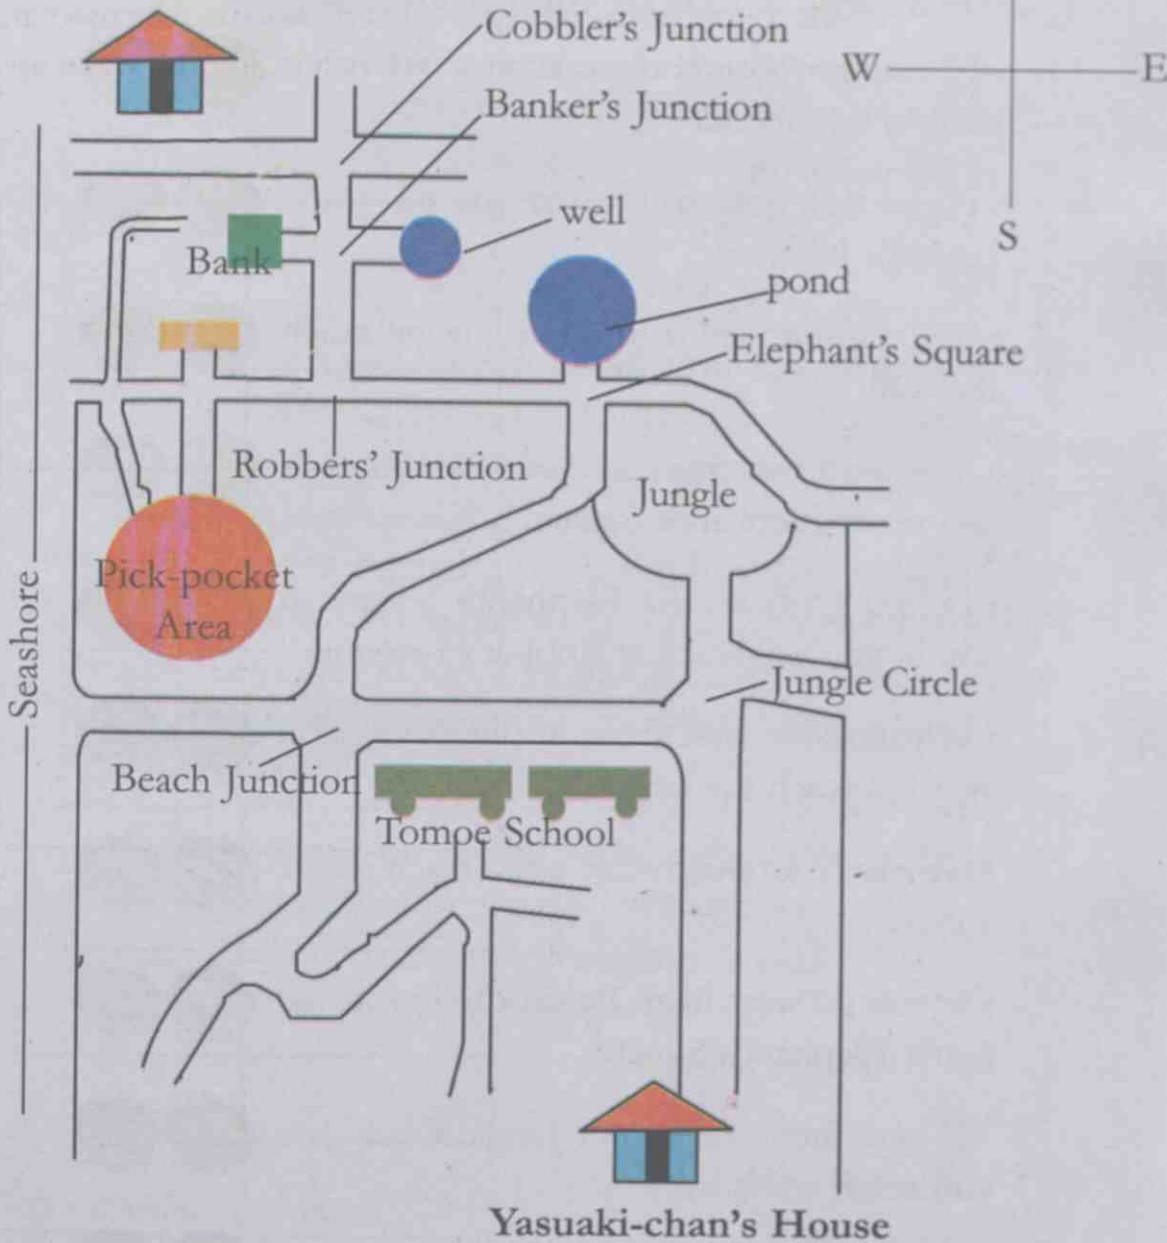 Cobbler's Junction
W
E
Banker's Junction
well
S
Bank
pond
Elephant's Square
Robbers' Junction
Jungle
Pick-pocket
Area
Seashore
Jungle Circle
Beach Junction
Tomoe School
Yasuaki-chan's House